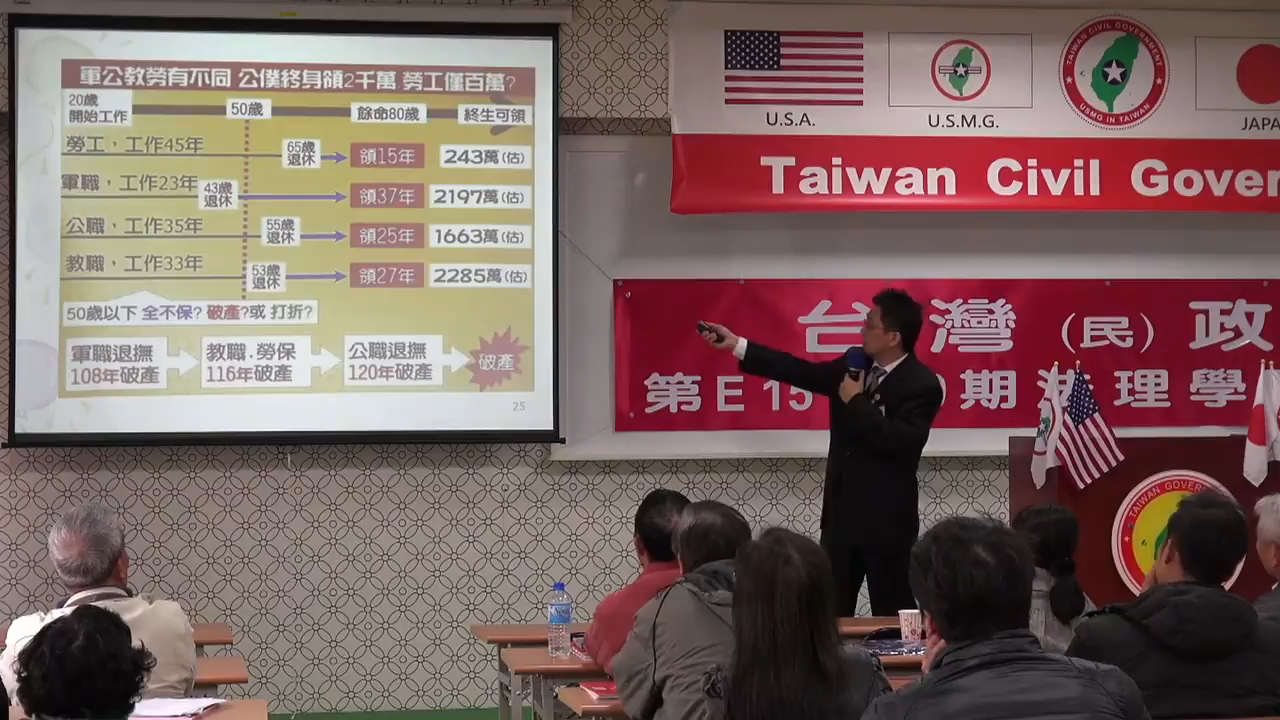 軍公教勞有不同 公僕終身領2千萬 勞工僅百萬?
20歲
開始工作
50歲
餘命80歲
終生可領
勞工，工作45年
65歲
退休
領15年
243萬(估)
軍職，工作23年
43歲
退休
領37年
2197萬(估)
公職，工作35年
55歲
退休
領25年
1663萬(估)
教職，工作33年
53歲
退休
領27年
2285萬(估)
50歲以下 全不保? 破產?或 打折?
軍職退撫
108年破產
教職．勞保
116年破產
公職退撫
120年破產
破產
25
U.S.A.
U.S.M.G.
TAIWAN CIVIL GOVERNMENT
USMG IN TAIWAN
JAPA
Taiwan Civil Gover
台灣（民）政
第E15 期 理學
TAIWAN GOVER